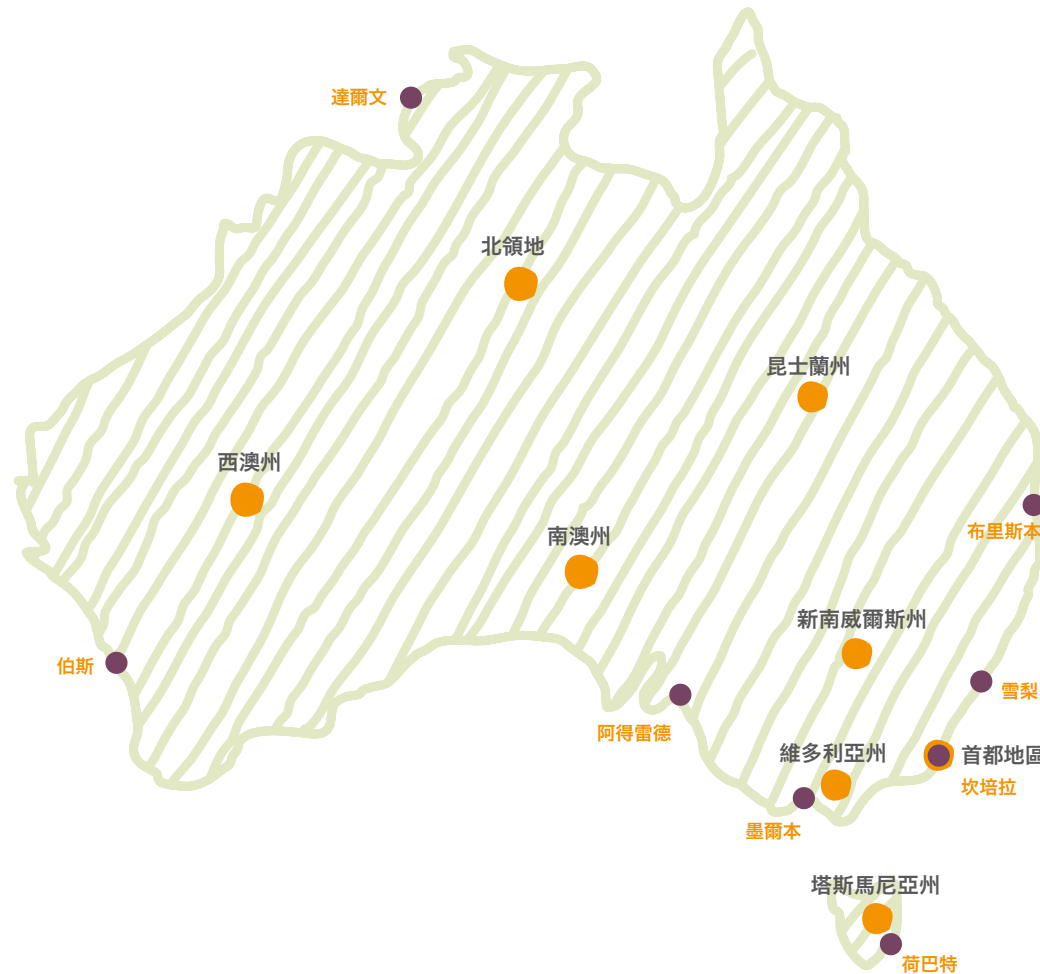 達爾文
北領地
昆士蘭州
西澳州
布里斯本
南澳州
新南威爾斯州
伯斯
雪梨
阿得雷德
維多利亞州
首都地區
坎培拉
墨爾本
塔斯馬尼亞州
荷巴特